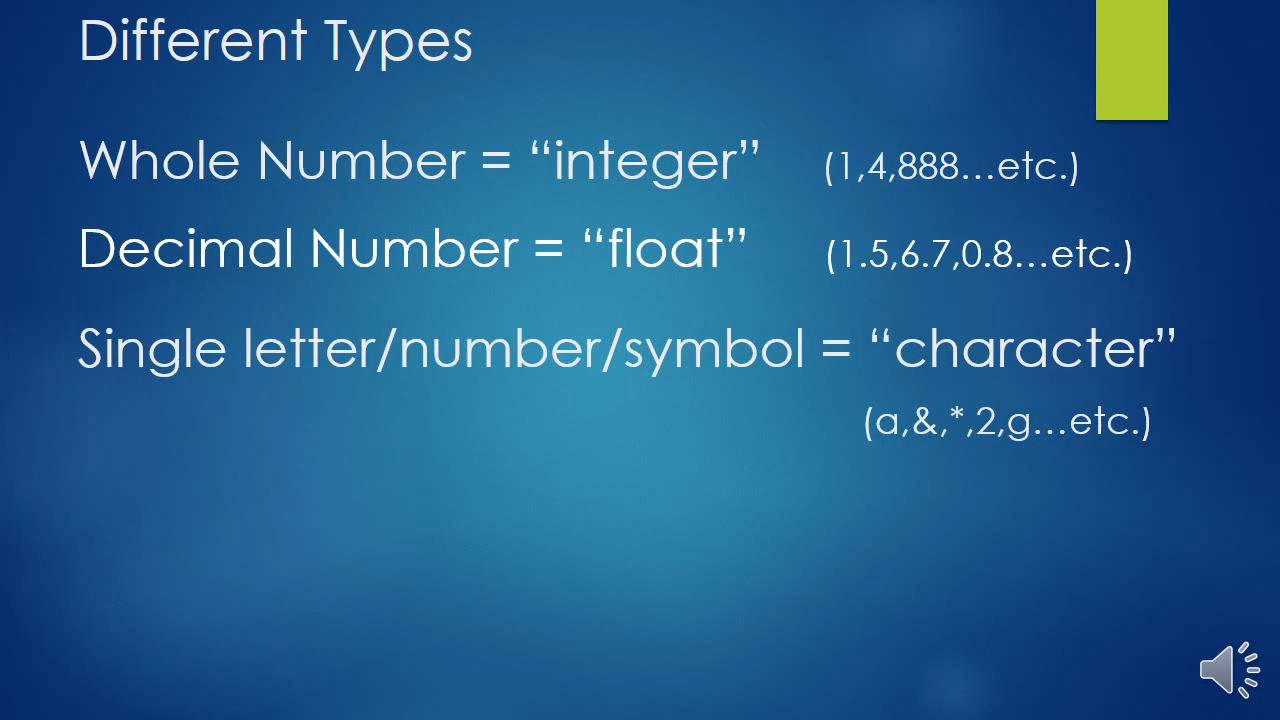 Different Types
Whole Number = “integer” (1,4,888…etc.)
Decimal Number = “float” (1.5,6.7,0.8…etc.)
Single letter/number/symbol = “character”
(a,&,*,2,g…etc.)